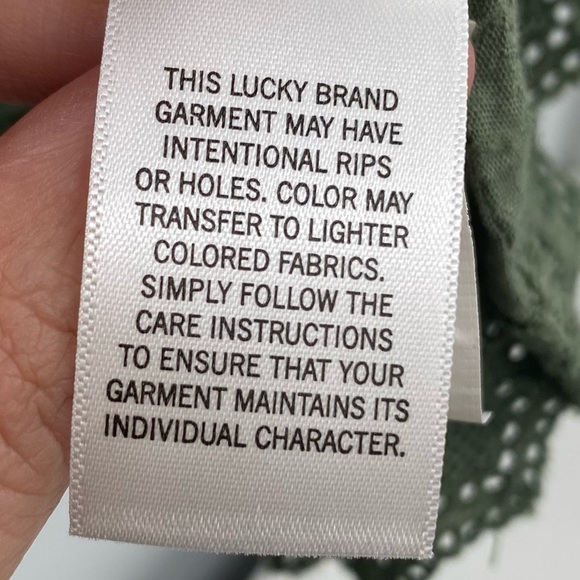 THIS LUCKY BRAND
GARMENT MAY HAVE
INTENTIONAL RIPS
OR HOLES. COLOR MAY
TRANSFER TO LIGHTER
COLORED FABRICS.
SIMPLY FOLLOW THE
CARE INSTRUCTIONS
TO ENSURE THAT YOUR
GARMENT MAINTAINS ITS
INDIVIDUAL CHARACTER.